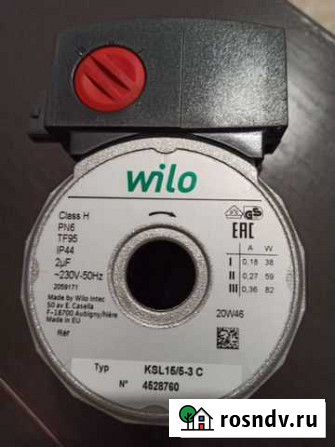 wilo
Class H
PN6
TF95
IP44
2µF
~230V-50Hz
2059171
Made by Wilo Intec
50 av E. Casella
F-18700 Aubigny/Nère
Made in EU
GS
EAC
A W
I 0,18 38
II 0,27 59
III 0,36 82
20W46
Typ KSL15/5-3 C
N° 4528760
rosndv.ru